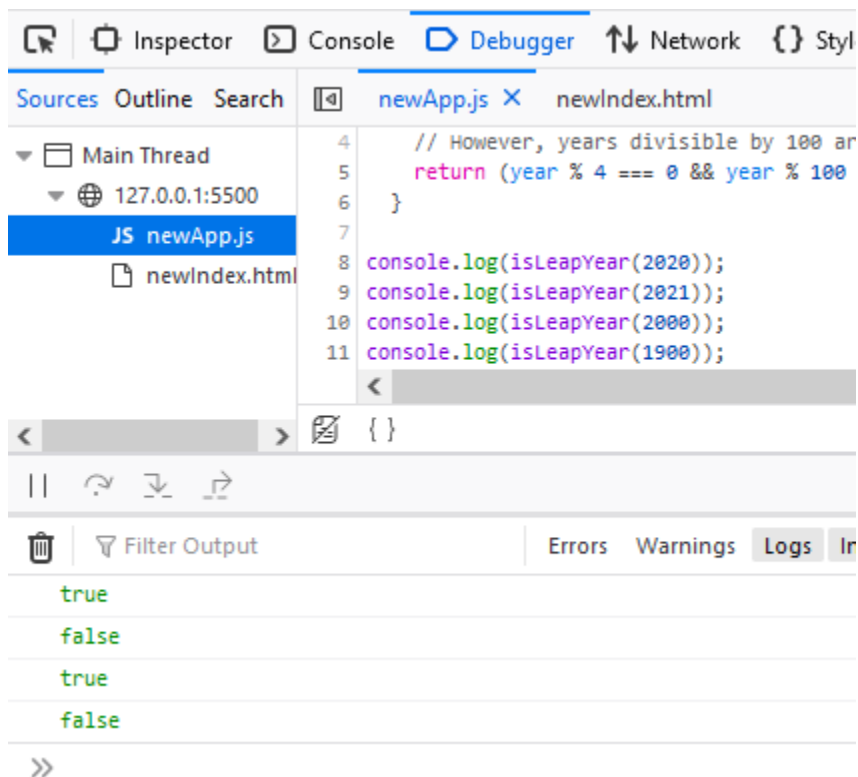 Inspector Console Debugger Network {} Styl
Sources Outline Search newApp.js × newIndex.html
Main Thread
127.0.0.1:5500
JS newApp.js
newIndex.html
4 // However, years divisible by 100 ar
5 return (year % 4 === 0 && year % 100
6 }
7
8 console.log(isLeapYear(2020));
9 console.log(isLeapYear(2021));
10 console.log(isLeapYear(2000));
11 console.log(isLeapYear(1900));
{ }
Filter Output Errors Warnings Logs In
true
false
true
false